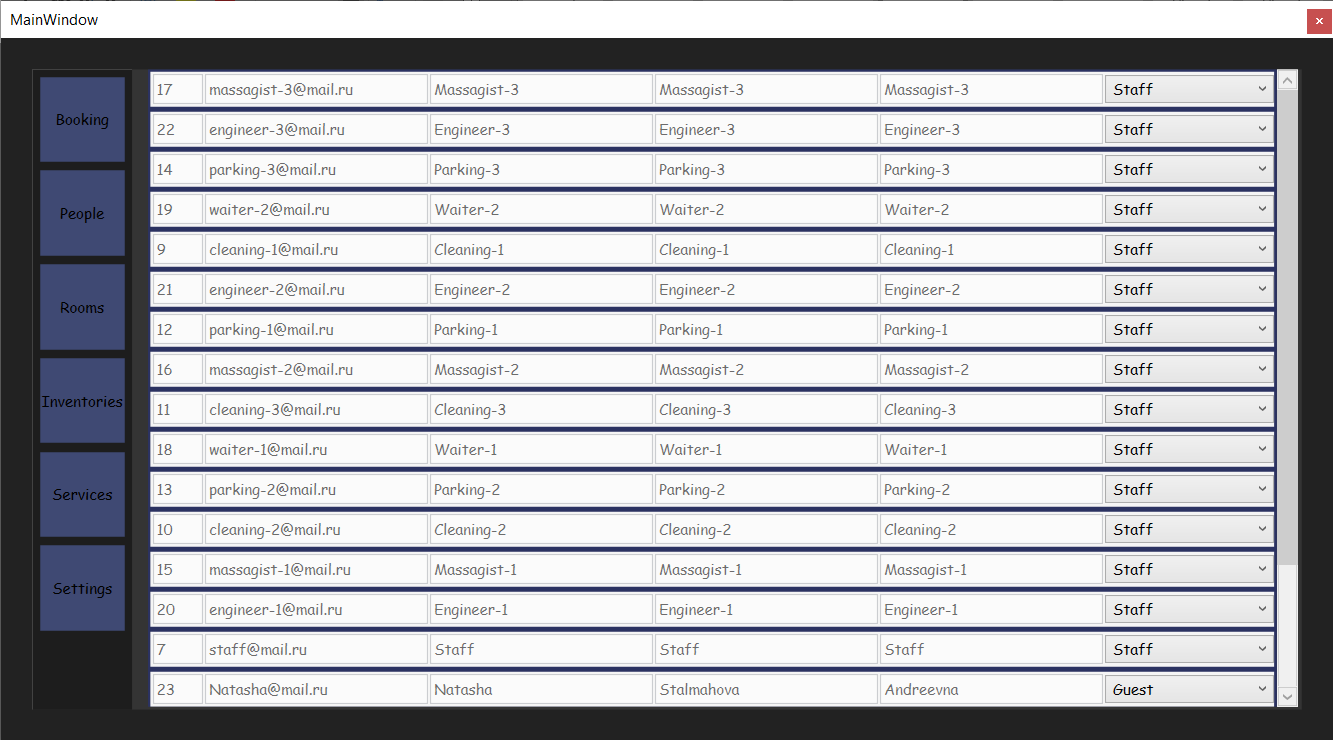 MainWindow
Booking
People
Rooms
Inventories
Services
Settings
17 massagist-3@mail.ru Massagist-3 Massagist-3 Massagist-3 Staff
22 engineer-3@mail.ru Engineer-3 Engineer-3 Engineer-3 Staff
14 parking-3@mail.ru Parking-3 Parking-3 Parking-3 Staff
19 waiter-2@mail.ru Waiter-2 Waiter-2 Waiter-2 Staff
9 cleaning-1@mail.ru Cleaning-1 Cleaning-1 Cleaning-1 Staff
21 engineer-2@mail.ru Engineer-2 Engineer-2 Engineer-2 Staff
12 parking-1@mail.ru Parking-1 Parking-1 Parking-1 Staff
16 massagist-2@mail.ru Massagist-2 Massagist-2 Massagist-2 Staff
11 cleaning-3@mail.ru Cleaning-3 Cleaning-3 Cleaning-3 Staff
18 waiter-1@mail.ru Waiter-1 Waiter-1 Waiter-1 Staff
13 parking-2@mail.ru Parking-2 Parking-2 Parking-2 Staff
10 cleaning-2@mail.ru Cleaning-2 Cleaning-2 Cleaning-2 Staff
15 massagist-1@mail.ru Massagist-1 Massagist-1 Massagist-1 Staff
20 engineer-1@mail.ru Engineer-1 Engineer-1 Engineer-1 Staff
7 staff@mail.ru Staff Staff Staff Staff
23 Natasha@mail.ru Natasha Stalmahova Andreevna Guest